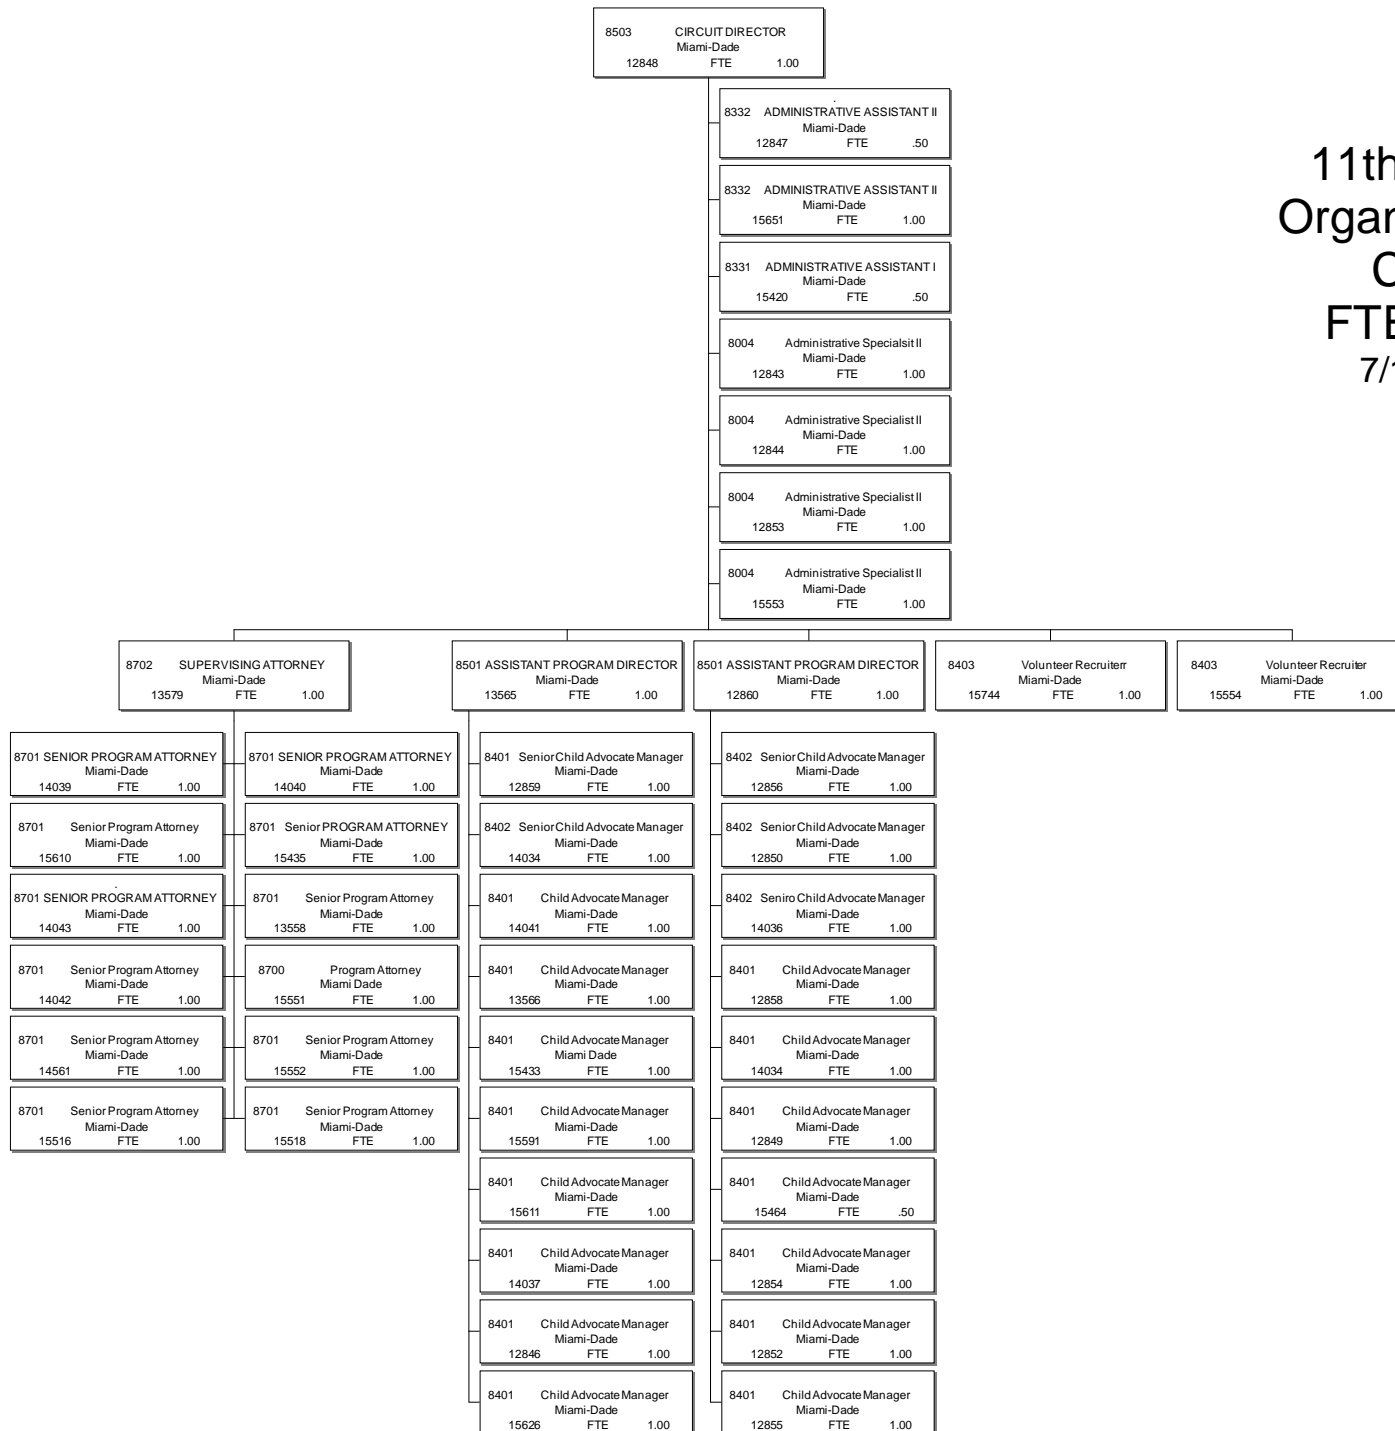 8503 CIRCUIT DIRECTOR
Miami-Dade
12848 FTE 1.00
.
8332 ADMINISTRATIVE ASSISTANT II
Miami-Dade
12847 FTE .50
8332 ADMINISTRATIVE ASSISTANT II
Miami-Dade
15651 FTE 1.00
8331 ADMINISTRATIVE ASSISTANT I
Miami-Dade
15420 FTE .50
8004 Administrative Specialsit II
Miami-Dade
12843 FTE 1.00
8004 Administrative Specialist II
Miami-Dade
12844 FTE 1.00
8004 Administrative Specialist II
Miami-Dade
12853 FTE 1.00
8004 Administrative Specialist II
Miami-Dade
15553 FTE 1.00
11th
Organ
C
FTE
7/1
8702 SUPERVISING ATTORNEY
Miami-Dade
13579 FTE 1.00
8501 ASSISTANT PROGRAM DIRECTOR
Miami-Dade
13565 FTE 1.00
8501 ASSISTANT PROGRAM DIRECTOR
Miami-Dade
12860 FTE 1.00
8403 Volunteer Recruiterr
Miami-Dade
15744 FTE 1.00
8403 Volunteer Recruiter
Miami-Dade
15554 FTE 1.00
8701 SENIOR PROGRAM ATTORNEY
Miami-Dade
14039 FTE 1.00
8701 Senior Program Attorney
Miami-Dade
15610 FTE 1.00
.
8701 SENIOR PROGRAM ATTORNEY
Miami-Dade
14043 FTE 1.00
8701 Senior Program Attorney
Miami-Dade
14042 FTE 1.00
8701 Senior Program Attorney
Miami-Dade
14561 FTE 1.00
8701 Senior Program Attorney
Miami-Dade
15516 FTE 1.00
8701 SENIOR PROGRAM ATTORNEY
Miami-Dade
14040 FTE 1.00
8701 Senior PROGRAM ATTORNEY
Miami-Dade
15435 FTE 1.00
8701 Senior Program Attorney
Miami-Dade
13558 FTE 1.00
8700 Program Attorney
Miami Dade
15551 FTE 1.00
8701 Senior Program Attorney
Miami-Dade
15552 FTE 1.00
8701 Senior Program Attorney
Miami-Dade
15518 FTE 1.00
8401 Senior Child Advocate Manager
Miami-Dade
12859 FTE 1.00
8402 Senior Child Advocate Manager
Miami-Dade
14034 FTE 1.00
8401 Child Advocate Manager
Miami-Dade
14041 FTE 1.00
8401 Child Advocate Manager
Miami-Dade
13566 FTE 1.00
8401 Child Advocate Manager
Miami Dade
15433 FTE 1.00
8401 Child Advocate Manager
Miami-Dade
15591 FTE 1.00
8401 Child Advocate Manager
Miami-Dade
15611 FTE 1.00
8401 Child Advocate Manager
Miami-Dade
14037 FTE 1.00
8401 Child Advocate Manager
Miami-Dade
12846 FTE 1.00
8401 Child Advocate Manager
Miami-Dade
15626 FTE 1.00
8402 Senior Child Advocate Manager
Miami-Dade
12856 FTE 1.00
8402 Senior Child Advocate Manager
Miami-Dade
12850 FTE 1.00
8402 Seniro Child Advocate Manager
Miami-Dade
14036 FTE 1.00
8401 Child Advocate Manager
Miami-Dade
12858 FTE 1.00
8401 Child Advocate Manager
Miami-Dade
14034 FTE 1.00
8401 Child Advocate Manager
Miami-Dade
12849 FTE 1.00
8401 Child Advocate Manager
Miami-Dade
15464 FTE .50
8401 Child Advocate Manager
Miami-Dade
12854 FTE 1.00
8401 Child Advocate Manager
Miami-Dade
12852 FTE 1.00
8401 Child Advocate Manager
Miami-Dade
12855 FTE 1.00